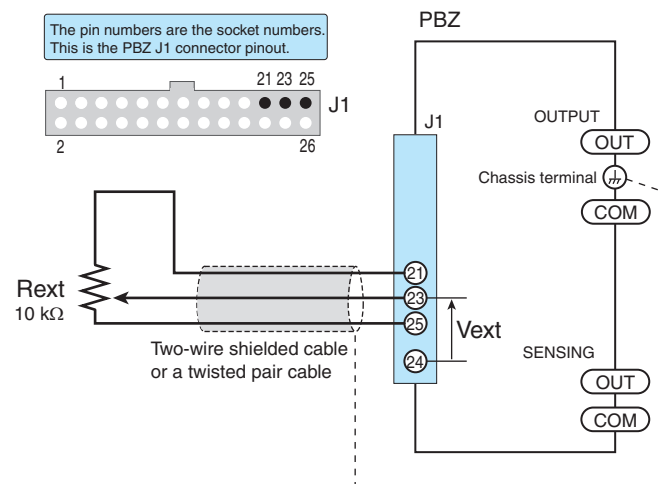 The pin numbers are the socket numbers.
This is the PBZ J1 connector pinout.
PBZ
1
21 23 25
J1
2
26
J1
OUTPUT
OUT
Chassis terminal
COM
21
Rext
10 kΩ
23
25
Vext
24
Two-wire shielded cable
or a twisted pair cable
SENSING
OUT
COM